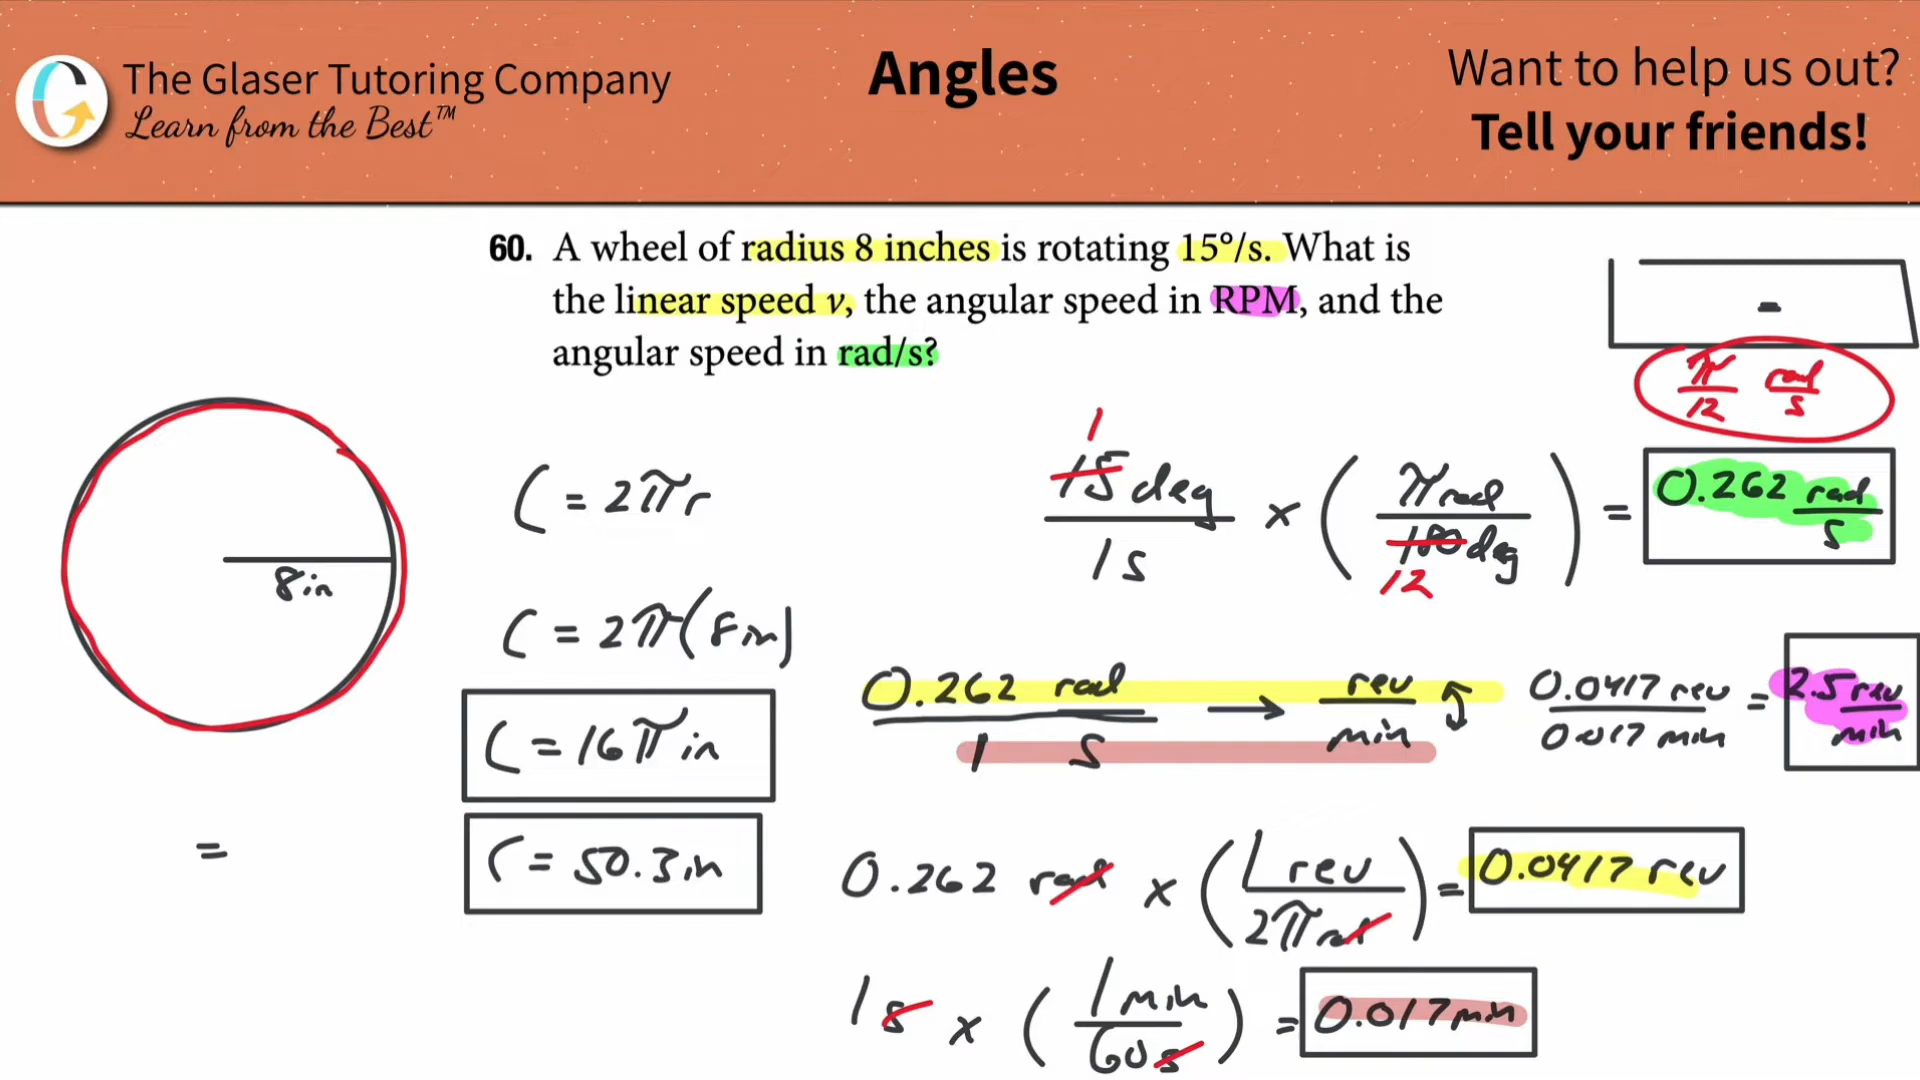 The Glaser Tutoring Company
Learn from the Best™
Angles
Want to help us out?
Tell your friends!
60. A wheel of radius 8 inches is rotating 15°/s. What is
the linear speed v, the angular speed in RPM, and the
angular speed in rad/s?
8in
=
C = 2πr
C = 2π(8in)
C = 16π in
C = 50.3in
π/12 rad/s
1
15 deg / 1s × (π rad / 180 deg) = 0.262 rad/s
12
0.262 rad / 1 s → rev/min
0.0417 rev / 0.017 min = 2.5 rev/min
0.262 rad × (1 rev / 2π rad) = 0.0417 rev
1 s × (1 min / 60 s) = 0.017 min